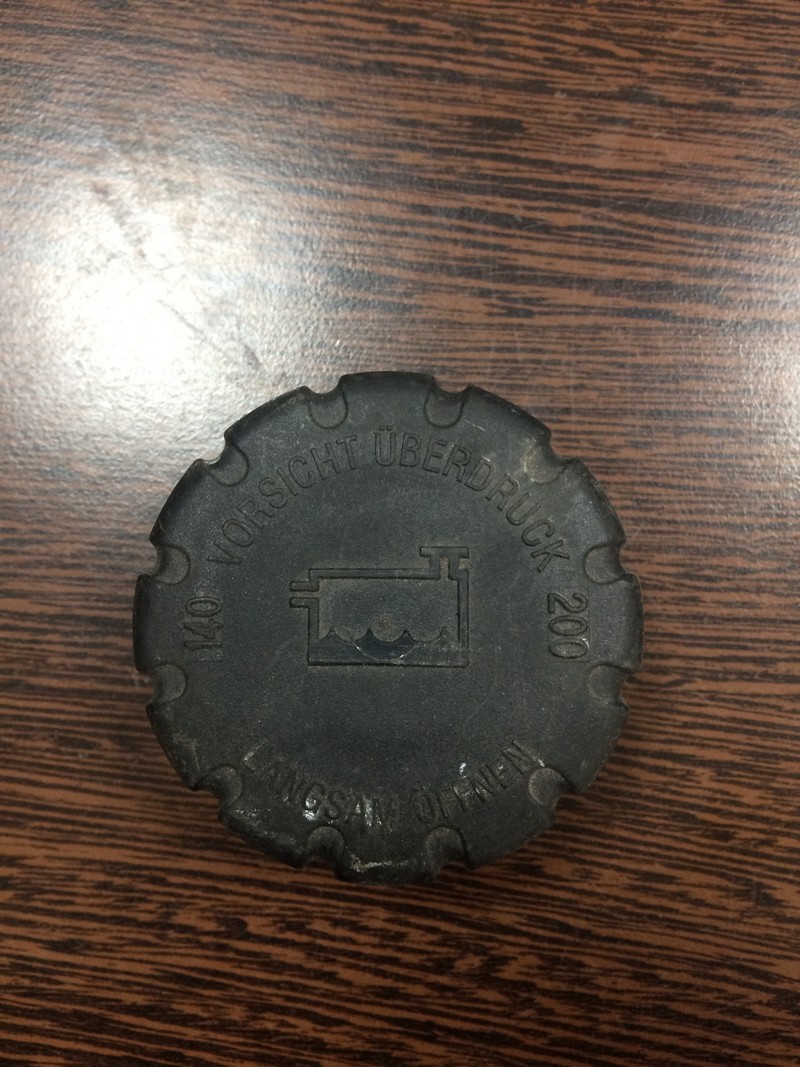 VORSICHT ÜBERDRUCK
140
200
LANGSAM ÖFFNEN